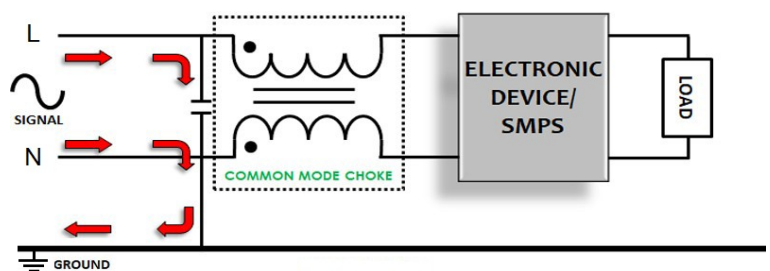 L
SIGNAL
N
COMMON MODE CHOKE
ELECTRONIC
DEVICE/
SMPS
LOAD
GROUND